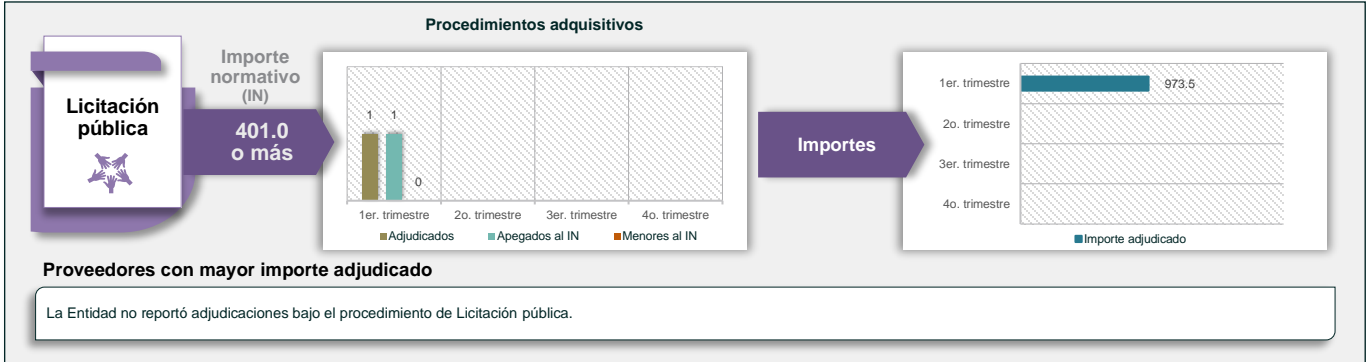 Procedimientos adquisitivos
Licitación
pública
Importe
normativo
(IN)
401.0
o más
1 1
0
1er. trimestre 2o. trimestre 3er. trimestre 4o. trimestre
Adjudicados Apegados al IN Menores al IN
Importes
1er. trimestre 973.5
2o. trimestre
3er. trimestre
4o. trimestre
Importe adjudicado
Proveedores con mayor importe adjudicado
La Entidad no reportó adjudicaciones bajo el procedimiento de Licitación pública.